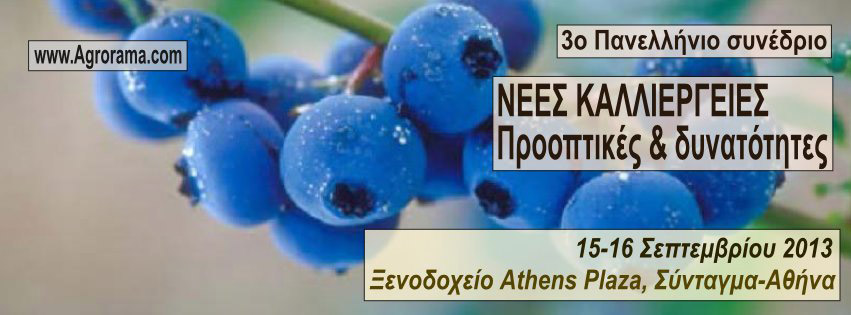 www.Agrorama.com
3ο Πανελλήνιο συνέδριο
ΝΕΕΣ ΚΑΛΛΙΕΡΓΕΙΕΣ
Προοπτικές & δυνατότητες
15-16 Σεπτεμβρίου 2013
Ξενοδοχείο Athens Plaza, Σύνταγμα-Αθήνα